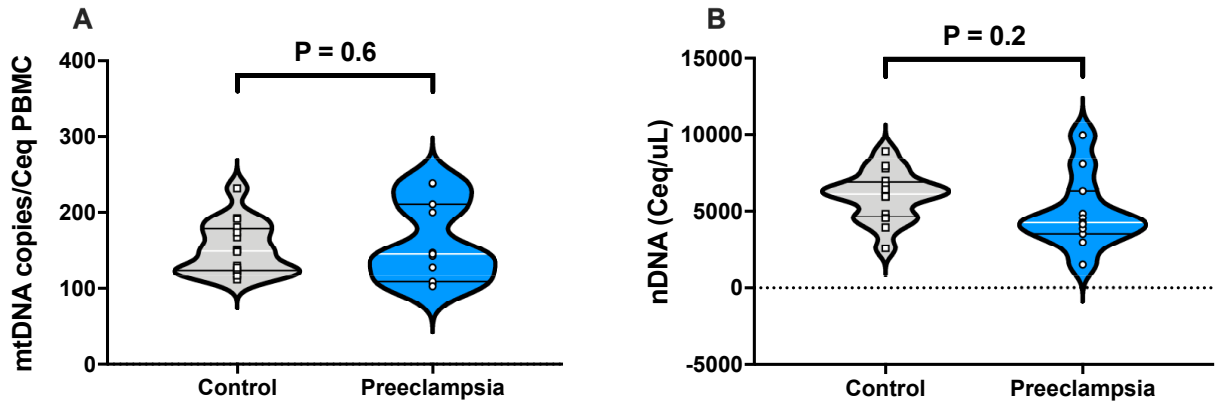 A
P = 0.6
mtDNA copies/Ceq PBMC
400
300
200
100
0
Control
Preeclampsia
B
P = 0.2
nDNA (Ceq/uL)
15000
10000
5000
0
-5000
Control
Preeclampsia